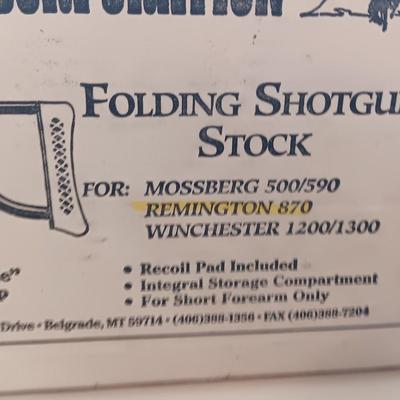 FOLDING SHOTGU
STOCK
FOR: MOSSBERG 500/590
REMINGTON 870
WINCHESTER 1200/1300
• Recoil Pad Included
• Integral Storage Compartment
• For Short Forearm Only
Drive • Belgrade, MT 59714 • (406)388-1356 • FAX (406)388-7204